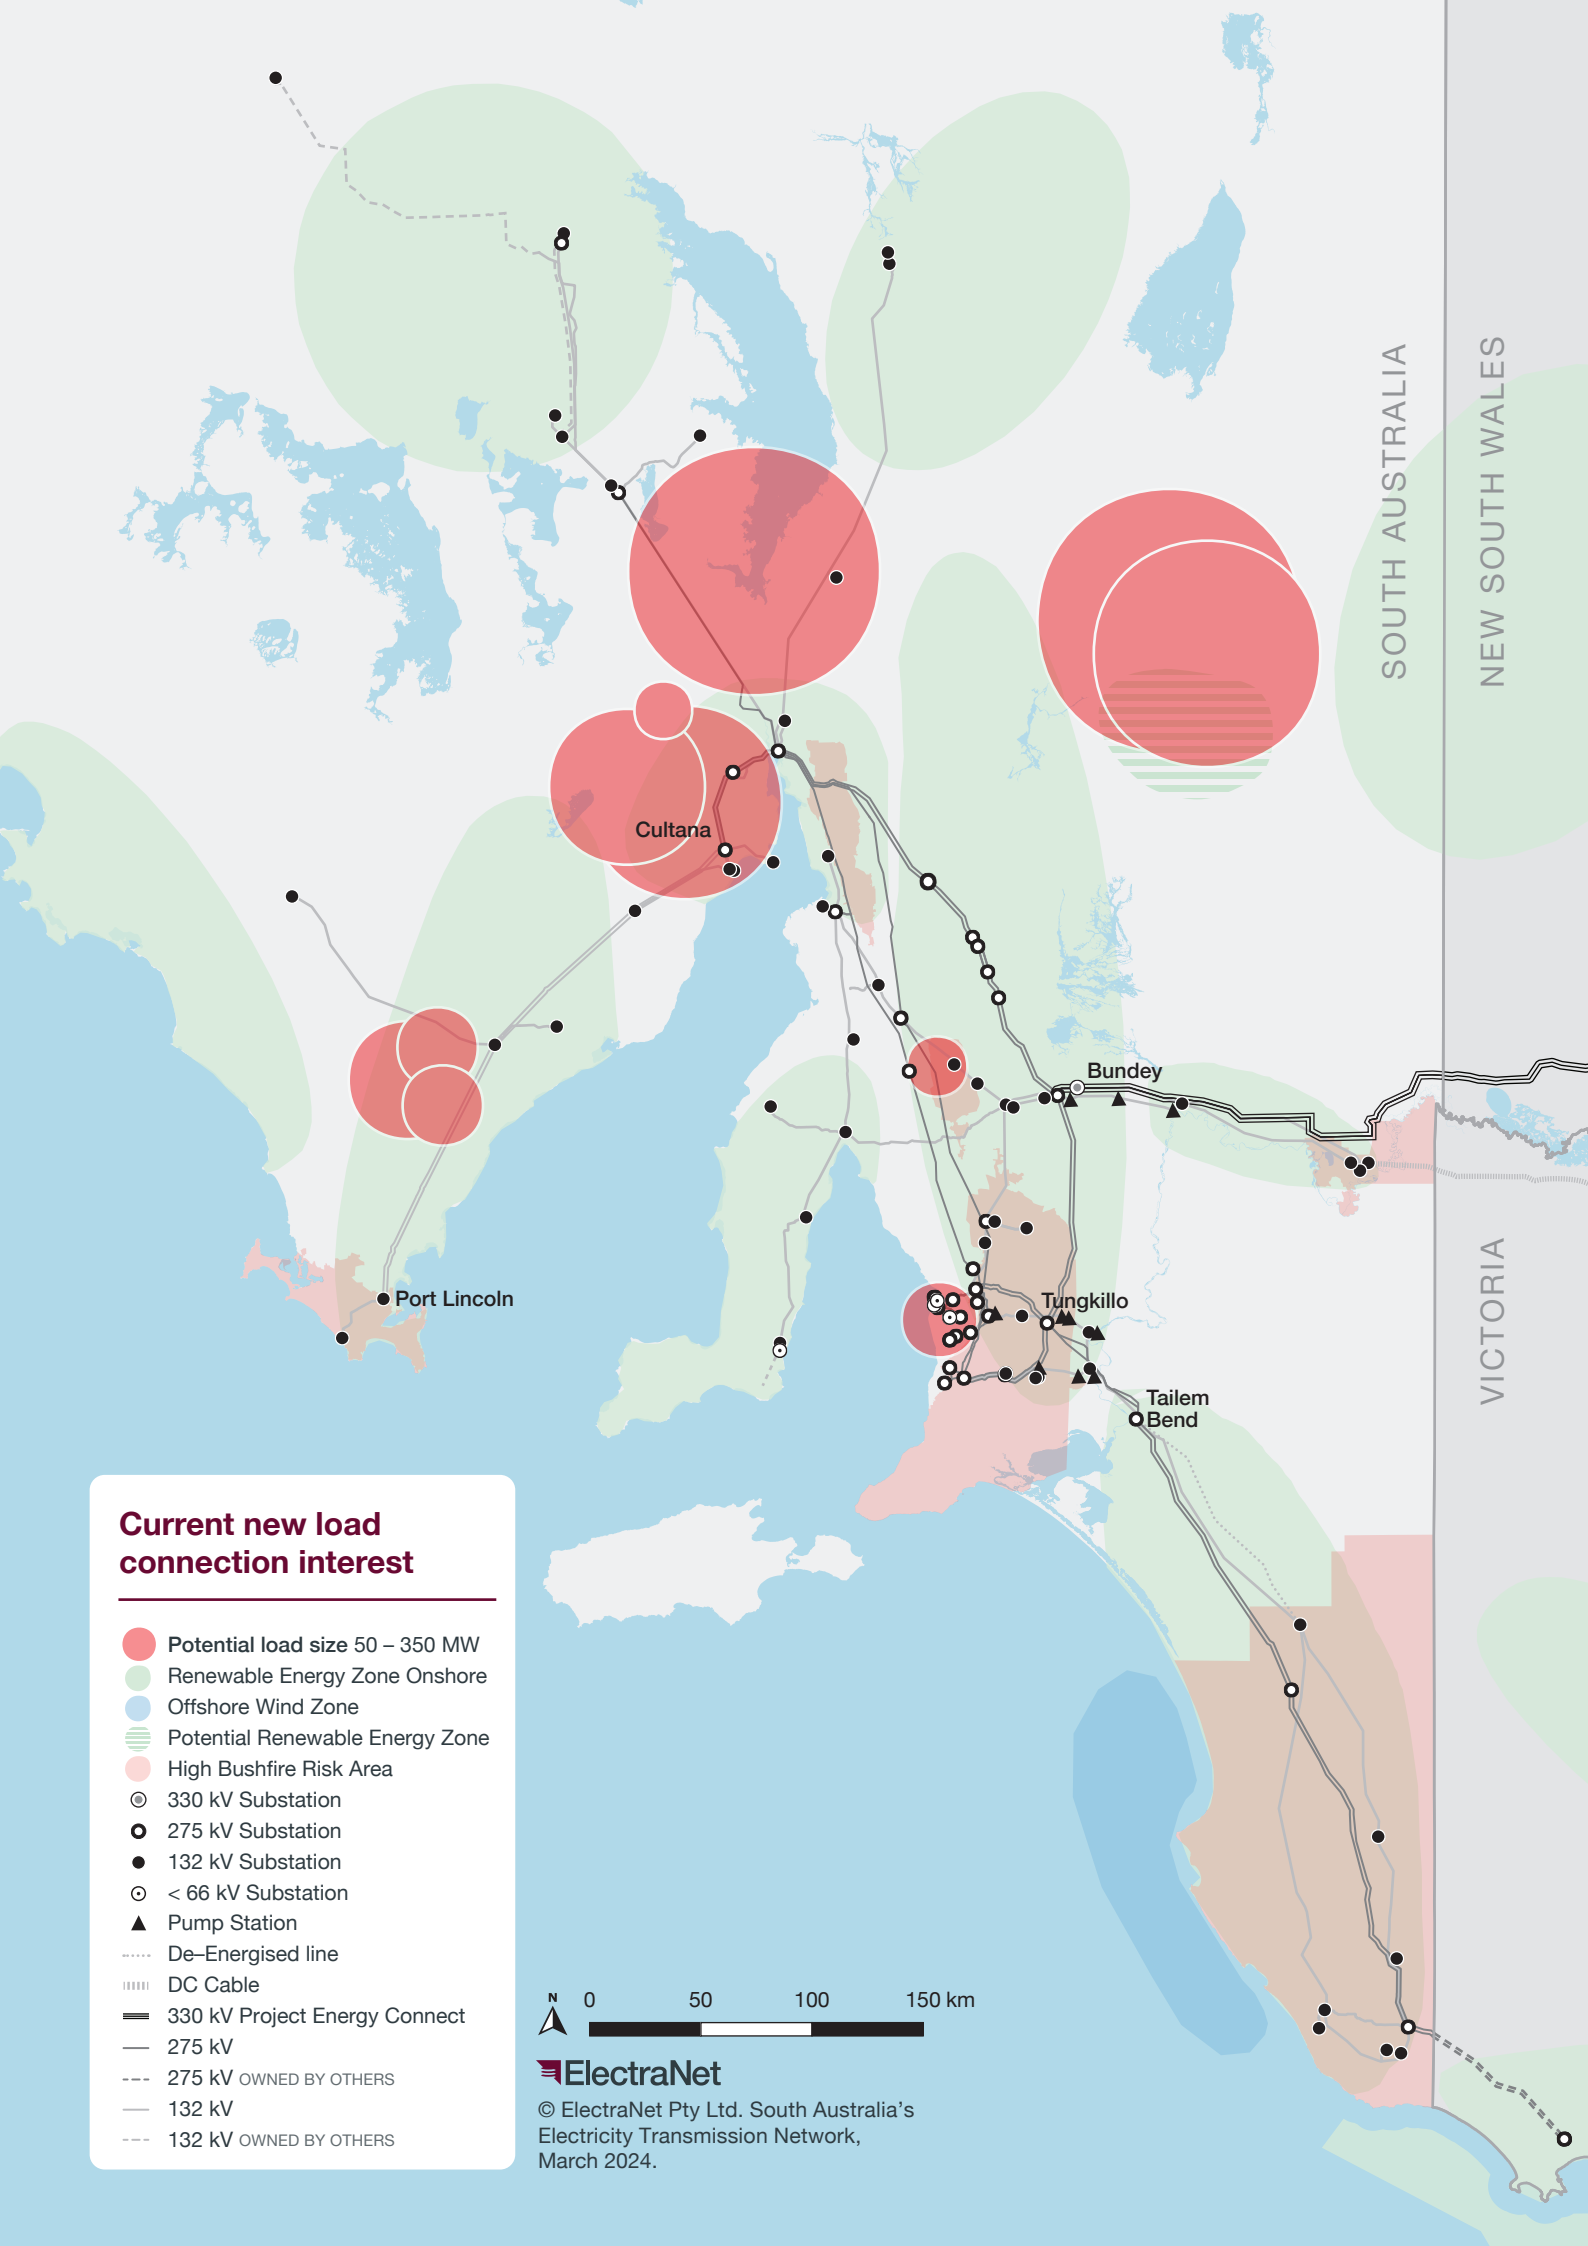 SOUTH AUSTRALIA
NEW SOUTH WALES
Cultana
Bundey
Port Lincoln
Tungkillo
VICTORIA
Tailem
Bend
Current new load
connection interest
Potential load size 50 – 350 MW
Renewable Energy Zone Onshore
Offshore Wind Zone
Potential Renewable Energy Zone
High Bushfire Risk Area
330 kV Substation
275 kV Substation
132 kV Substation
< 66 kV Substation
Pump Station
De–Energised line
DC Cable
330 kV Project Energy Connect
275 kV
275 kV OWNED BY OTHERS
132 kV
132 kV OWNED BY OTHERS
N 0 50 100 150 km
ElectraNet
© ElectraNet Pty Ltd. South Australia's
Electricity Transmission Network,
March 2024.